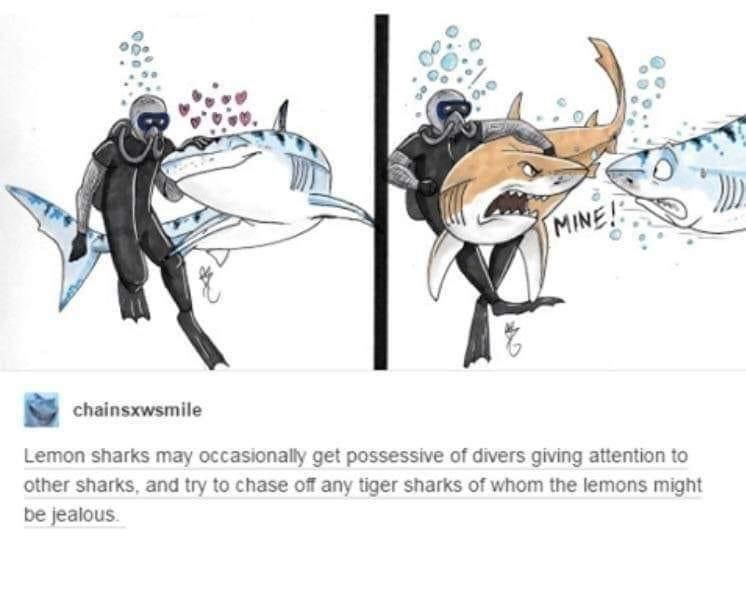 MINE!
chainsxwsmile
Lemon sharks may occasionally get possessive of divers giving attention to
other sharks, and try to chase off any tiger sharks of whom the lemons might
be jealous.